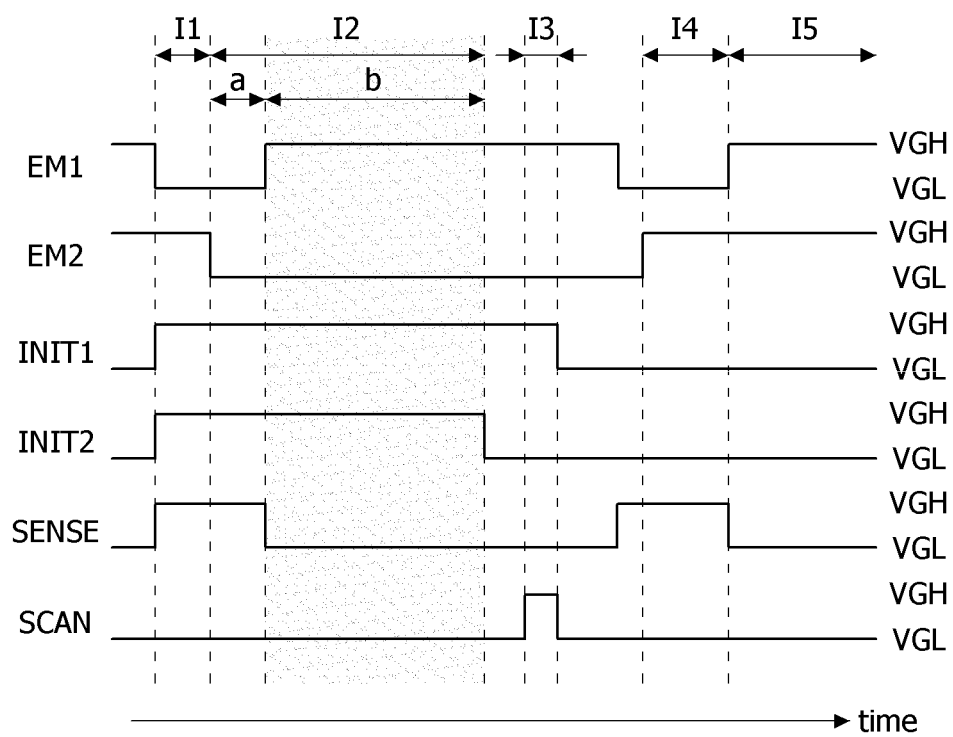 I1 I2 I3 I4 I5
a b
EM1 VGH
VGL
EM2 VGH
VGL
INIT1 VGH
VGL
INIT2 VGH
VGL
SENSE VGH
VGL
SCAN VGH
VGL
time